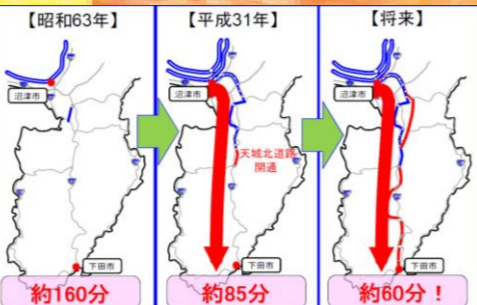 【昭和63年】
【平成31年】
【将来】
沼津市
沼津市
沼津市
天城北道路
開通
下田市
下田市
下田市
約160分
約85分
約60分！